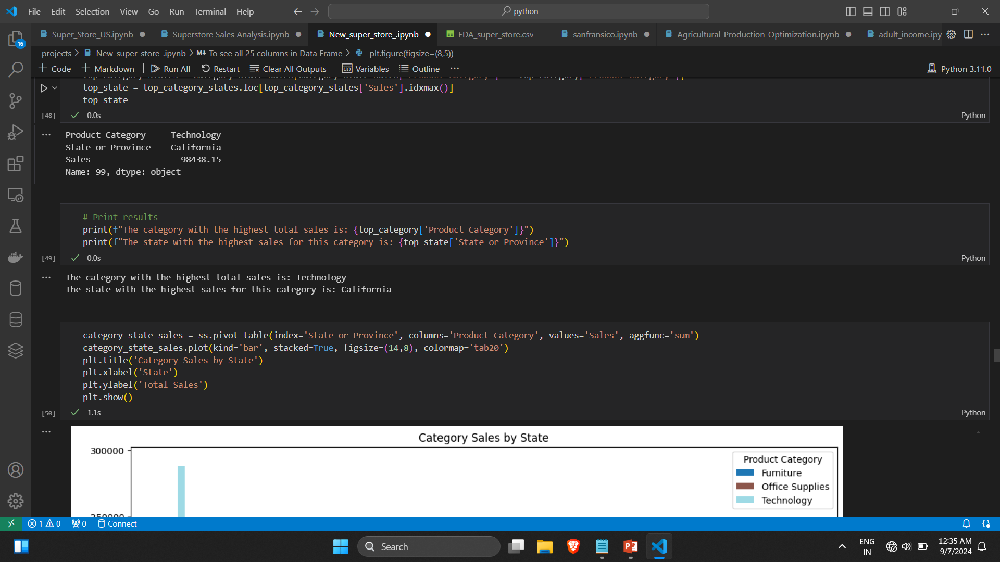 File Edit Selection View Go Run Terminal Help
python
Super_Store_US.ipynb Superstore Sales Analysis.ipynb New_super_store_.ipynb EDA_super_store.csv sanfransico.ipynb Agricultural-Production-Optimization.ipynb adult_income.ipy
16
projects > New_super_store_.ipynb > M↓ To see all 25 columns in Data Frame > plt.figure(figsize=(8,5))
+ Code + Markdown | Run All Restart Clear All Outputs | Variables Outline ... Python 3.11.0
top_category_states = category_state_sales[category_state_sales['Product Category'] == top_category['Product Category']]
top_state = top_category_states.loc[top_category_states['Sales'].idxmax()]
top_state
[48] 0.0s Python
... Product Category Technology
State or Province California
Sales 98438.15
Name: 99, dtype: object
# Print results
print(f"The category with the highest total sales is: {top_category['Product Category']}")
print(f"The state with the highest sales for this category is: {top_state['State or Province']}")
[49] 0.0s Python
... The category with the highest total sales is: Technology
The state with the highest sales for this category is: California
category_state_sales = ss.pivot_table(index='State or Province', columns='Product Category', values='Sales', aggfunc='sum')
category_state_sales.plot(kind='bar', stacked=True, figsize=(14,8), colormap='tab20')
plt.title('Category Sales by State')
plt.xlabel('State')
plt.ylabel('Total Sales')
plt.show()
[50] 1.1s Python
...
Category Sales by State
300000
Product Category
Furniture
Office Supplies
Technology
250000
1 0 0 Connect
Search
ENG
IN
12:35 AM
9/7/2024